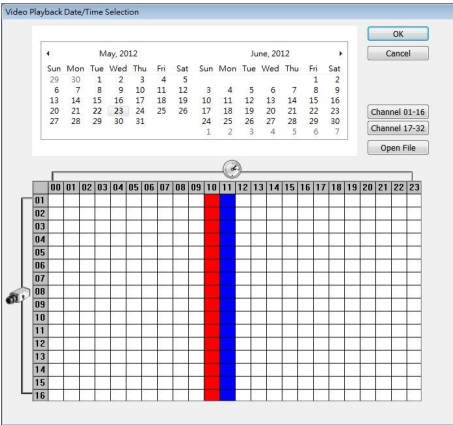 Video Playback Date/Time Selection
OK
Cancel
May, 2012
Sun Mon Tue Wed Thu Fri Sat
29 30 1 2 3 4 5
6 7 8 9 10 11 12
13 14 15 16 17 18 19
20 21 22 23 24 25 26
27 28 29 30 31
June, 2012
Sun Mon Tue Wed Thu Fri Sat
1 2
3 4 5 6 7 8 9
10 11 12 13 14 15 16
17 18 19 20 21 22 23
24 25 26 27 28 29 30
1 2 3 4 5 6 7
Channel 01-16
Channel 17-32
Open File
00 01 02 03 04 05 06 07 08 09 10 11 12 13 14 15 16 17 18 19 20 21 22 23
01
02
03
04
05
06
07
08
09
10
11
12
13
14
15
16